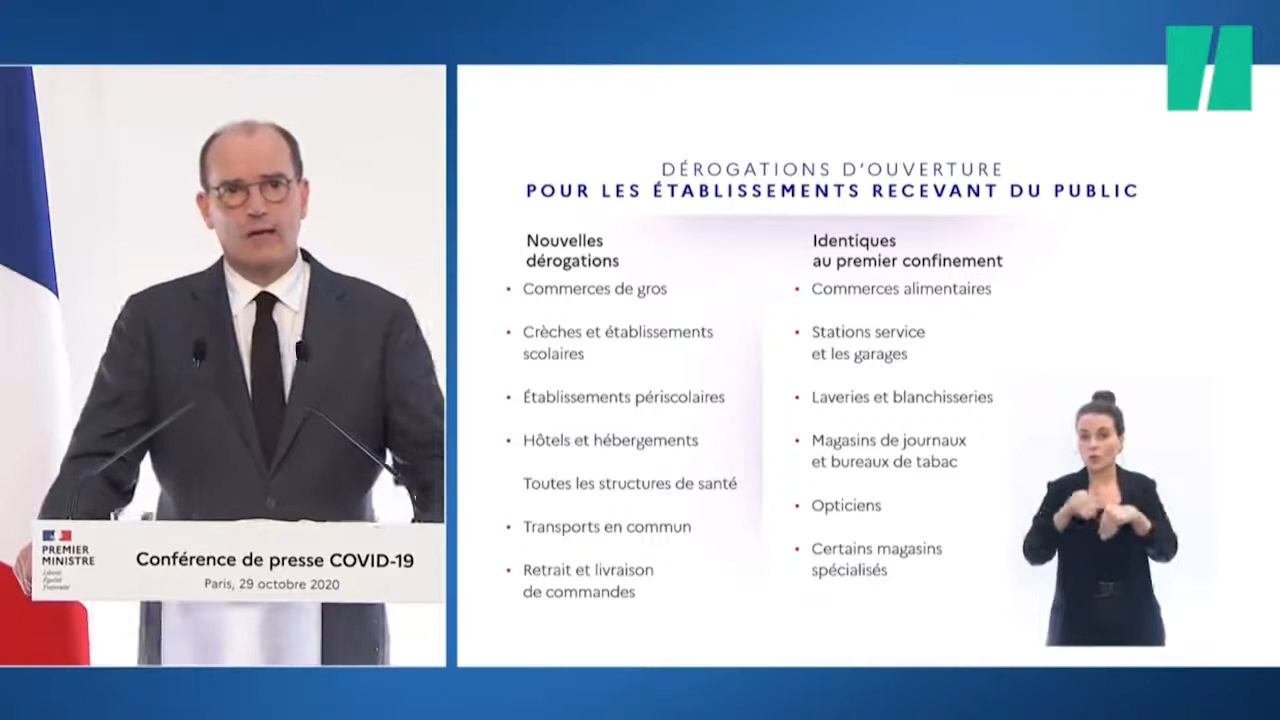 PREMIER
MINISTRE
Liberté
Égalité
Fraternité
Conférence de presse COVID-19
Paris, 29 octobre 2020
DÉROGATIONS D'OUVERTURE
POUR LES ÉTABLISSEMENTS RECEVANT DU PUBLIC
Nouvelles
dérogations
• Commerces de gros
• Crèches et établissements
scolaires
• Établissements périscolaires
• Hôtels et hébergements
Toutes les structures de santé
• Transports en commun
• Retrait et livraison
de commandes
Identiques
au premier confinement
• Commerces alimentaires
• Stations service
et les garages
• Laveries et blanchisseries
• Magasins de journaux
et bureaux de tabac
• Opticiens
• Certains magasins
spécialisés